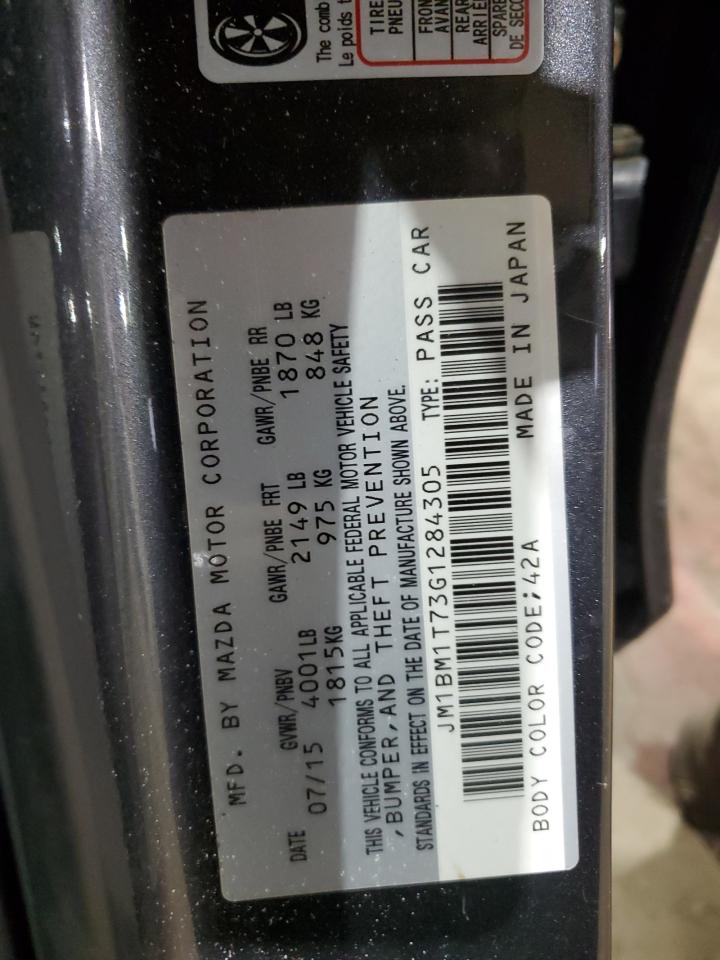 The comb
Le poids t
TIRE
PNEU
FRON
AVAN
REAR
ARRIÈ
SPARE
DE SECO
MFD. BY MAZDA MOTOR CORPORATION
DATE GVWR/PNBV GAWR/PNBE FRT GAWR/PNBE RR
07/15 4001LB 2149 LB 1870 LB
1815KG 975 KG 848 KG
THIS VEHICLE CONFORMS TO ALL APPLICABLE FEDERAL MOTOR VEHICLE SAFETY
,BUMPER,AND THEFT PREVENTION
STANDARDS IN EFFECT ON THE DATE OF MANUFACTURE SHOWN ABOVE.
JM1BM1T73G1284305 TYPE: PASS CAR
BODY COLOR CODE;42A MADE IN JAPAN